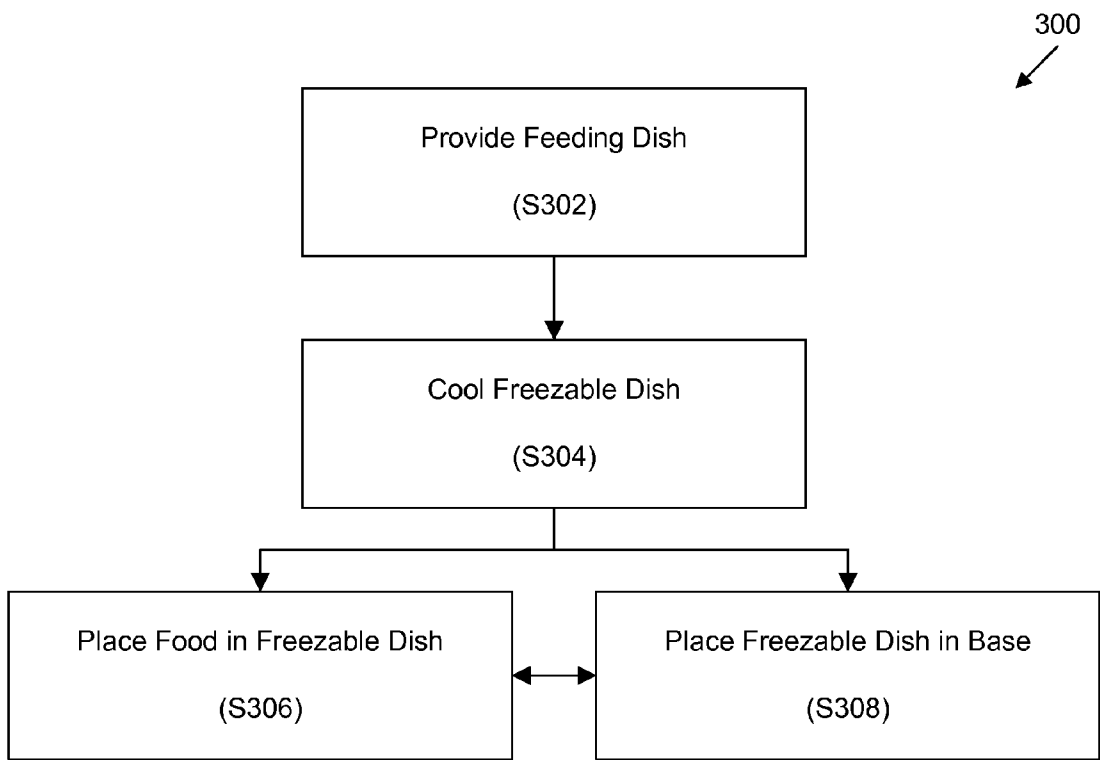 300
Provide Feeding Dish
(S302)
Cool Freezable Dish
(S304)
Place Food in Freezable Dish
(S306)
Place Freezable Dish in Base
(S308)